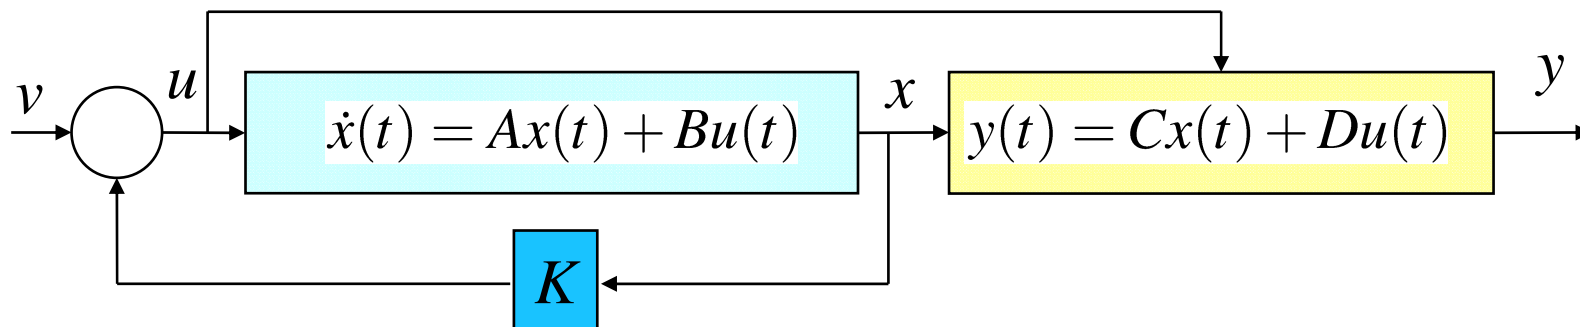 v
u
ẋ(t) = Ax(t) + Bu(t)
x
y(t) = Cx(t) + Du(t)
y
K